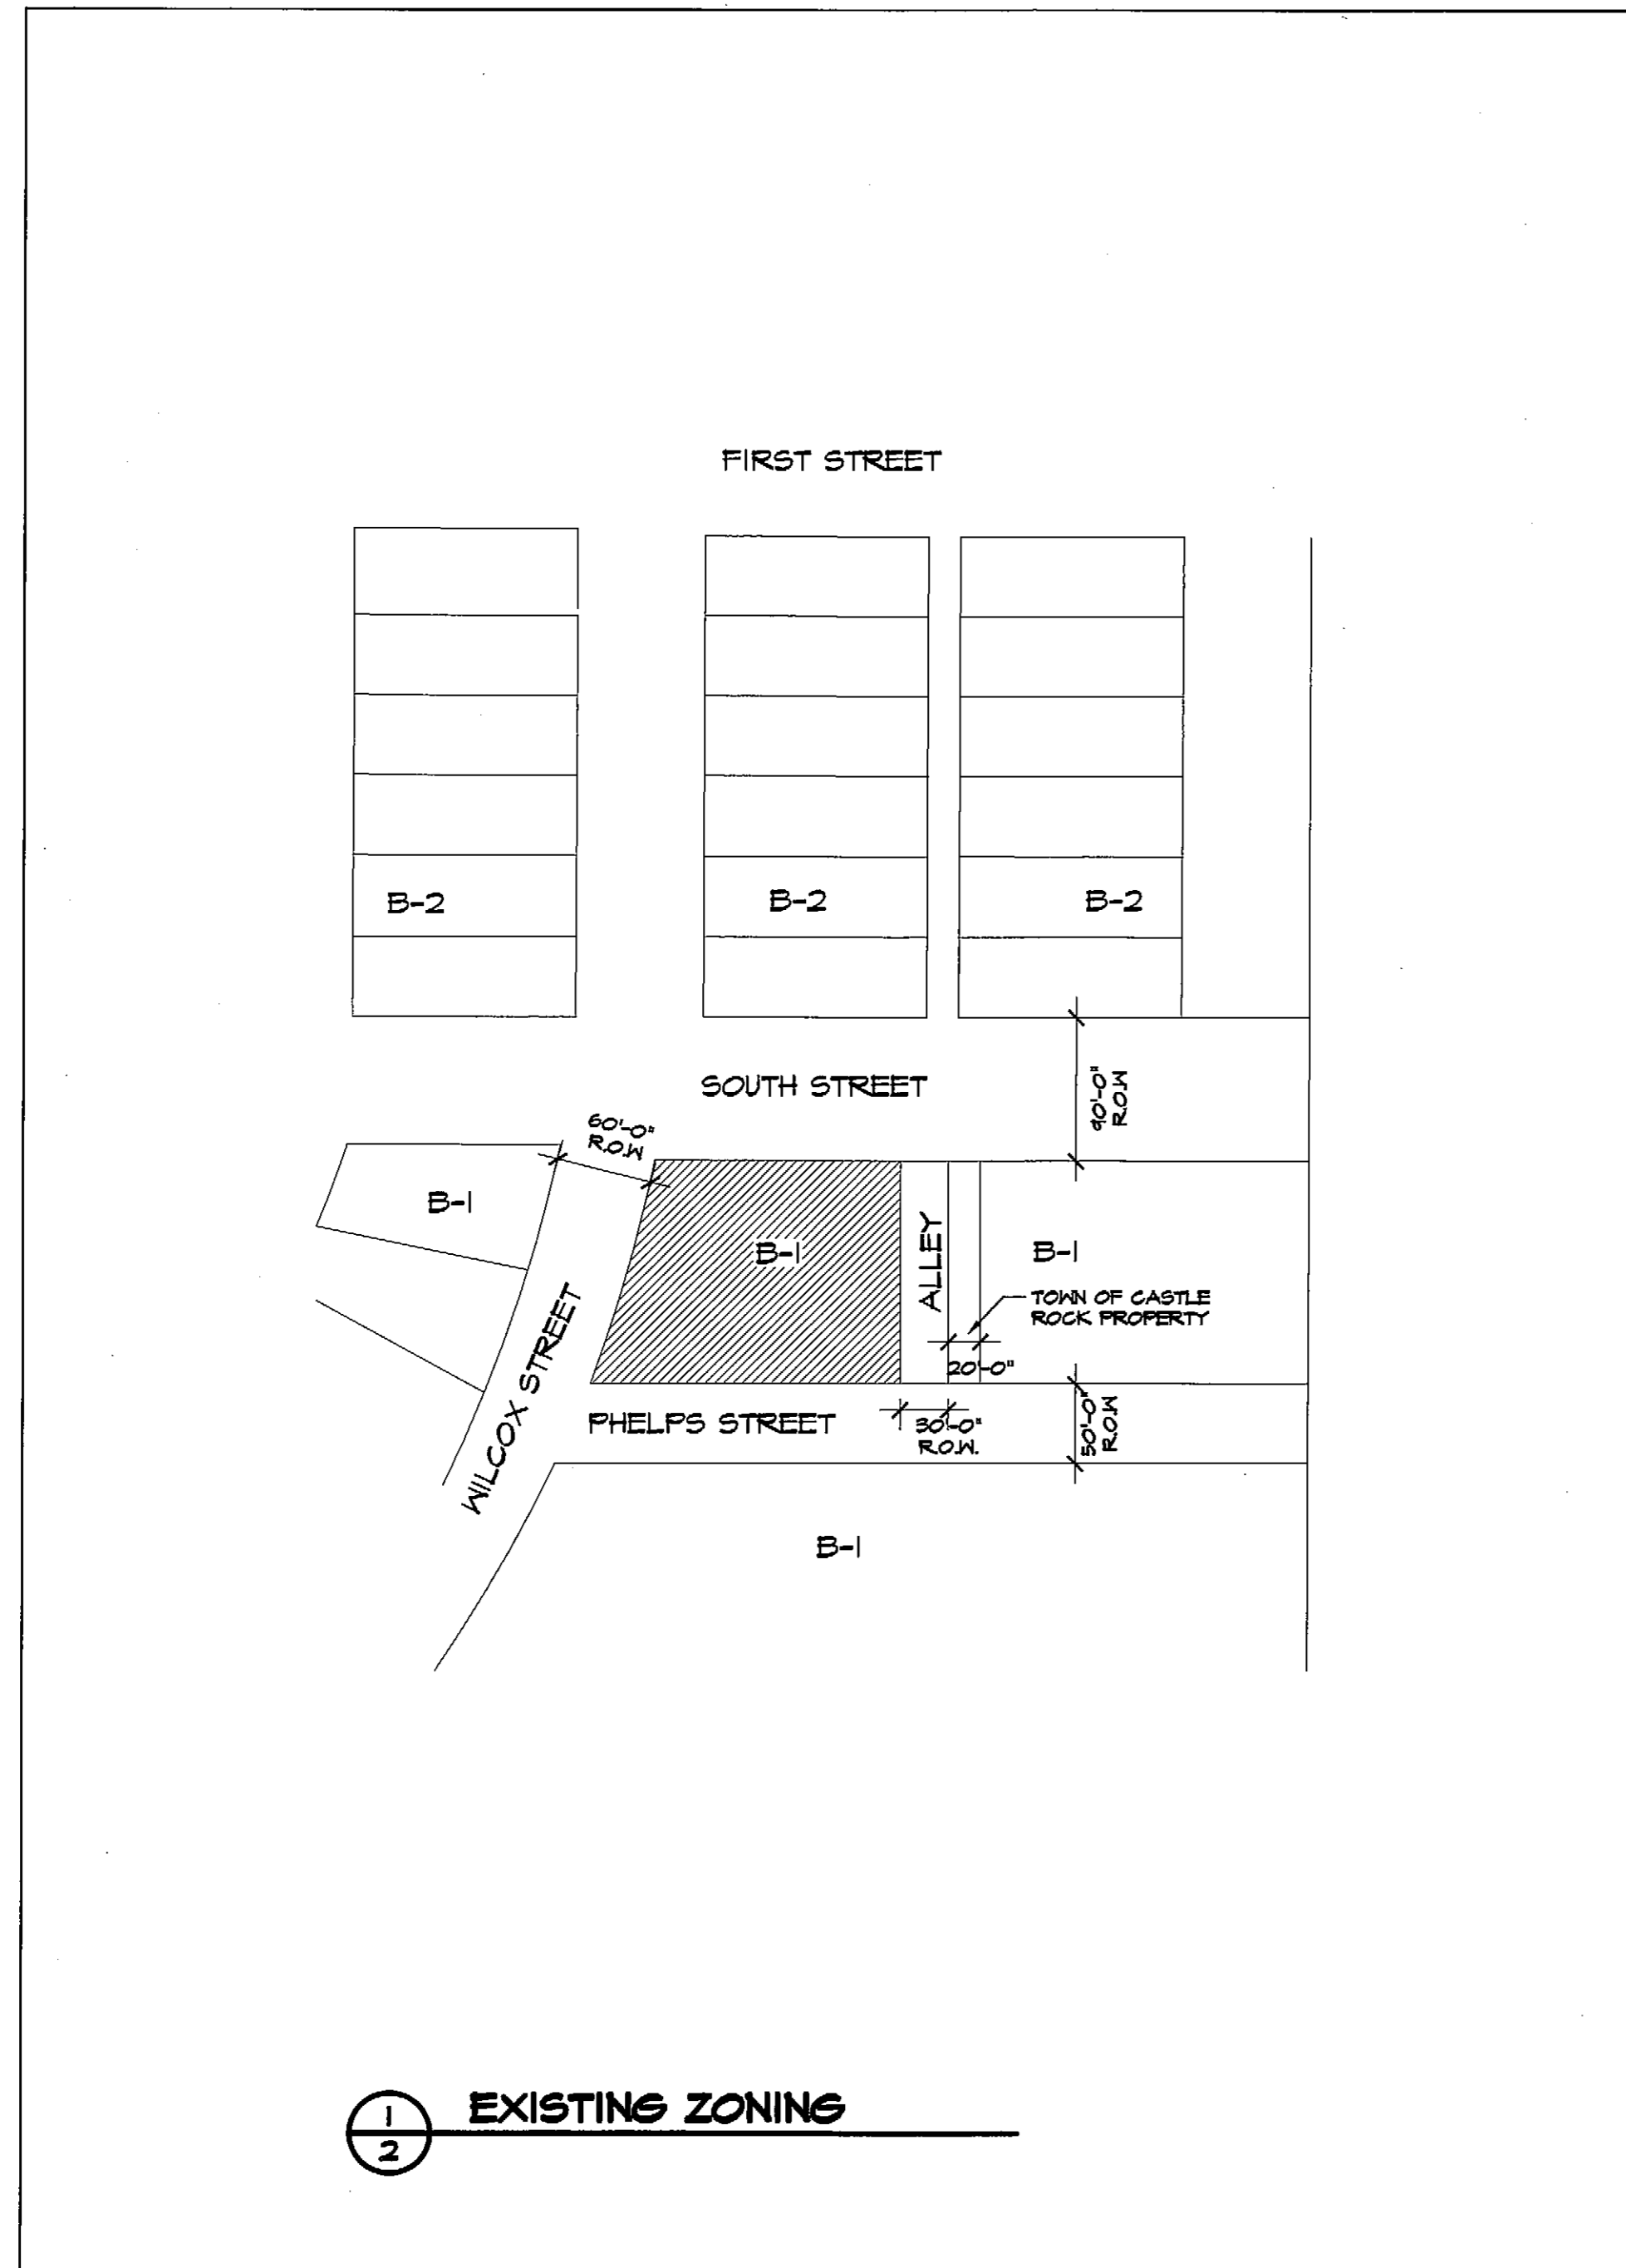 FIRST STREET
B-2
B-2
B-2
SOUTH STREET
90'-0"
R.O.W
60'-0"
R.O.W
B-1
B-1
ALLEY
B-1
TOWN OF CASTLE
ROCK PROPERTY
20'-0"
WILCOX STREET
PHELPS STREET
30'-0"
R.O.W.
50'-0"
R.O.W
B-1
1
2
EXISTING ZONING